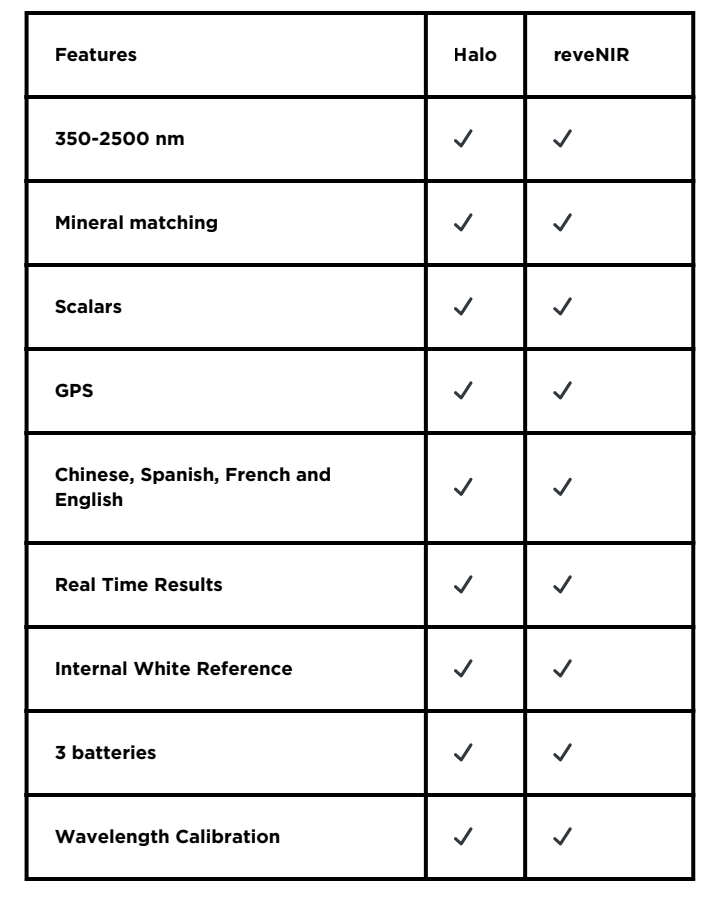 Features Halo reveNIR
350-2500 nm ✓ ✓
Mineral matching ✓ ✓
Scalars ✓ ✓
GPS ✓ ✓
Chinese, Spanish, French and
English ✓ ✓
Real Time Results ✓ ✓
Internal White Reference ✓ ✓
3 batteries ✓ ✓
Wavelength Calibration ✓ ✓